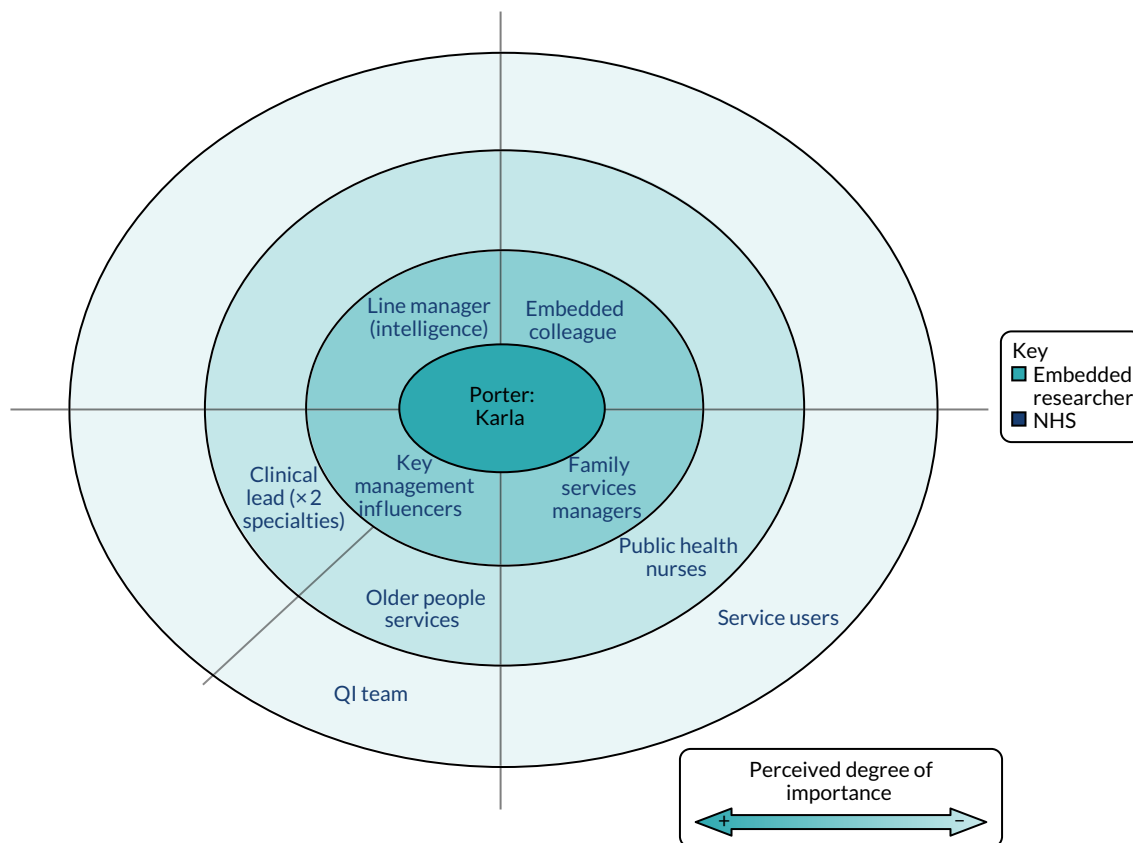 Line manager
(intelligence)
Embedded
colleague
Porter:
Karla
Key
Embedded
researcher
NHS
Clinical
lead (×2
specialties)
Key
management
influencers
Family
services
managers
Public health
nurses
Older people
services
Service users
QI team
Perceived degree of
importance
+
−